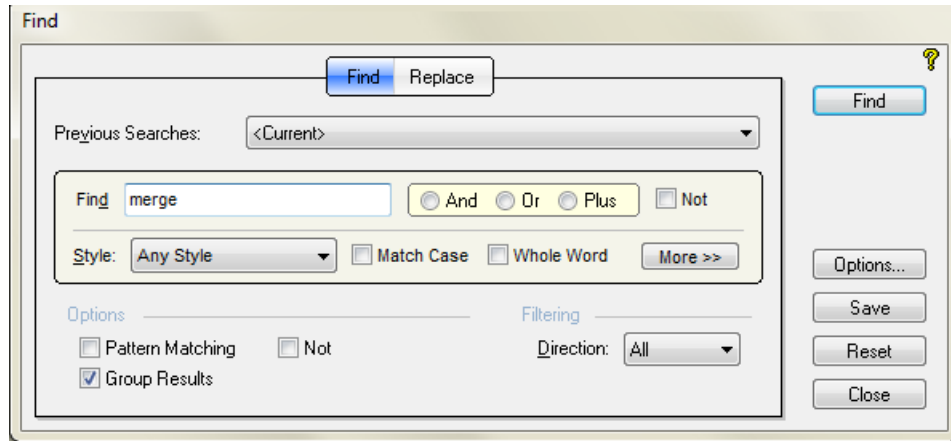 Find
?
Find Replace
Find
Previous Searches: <Current>
Find merge And Or Plus Not
Style: Any Style Match Case Whole Word More >>
Options...
Options Filtering
Save
Pattern Matching Not Direction: All
Reset
Group Results
Close